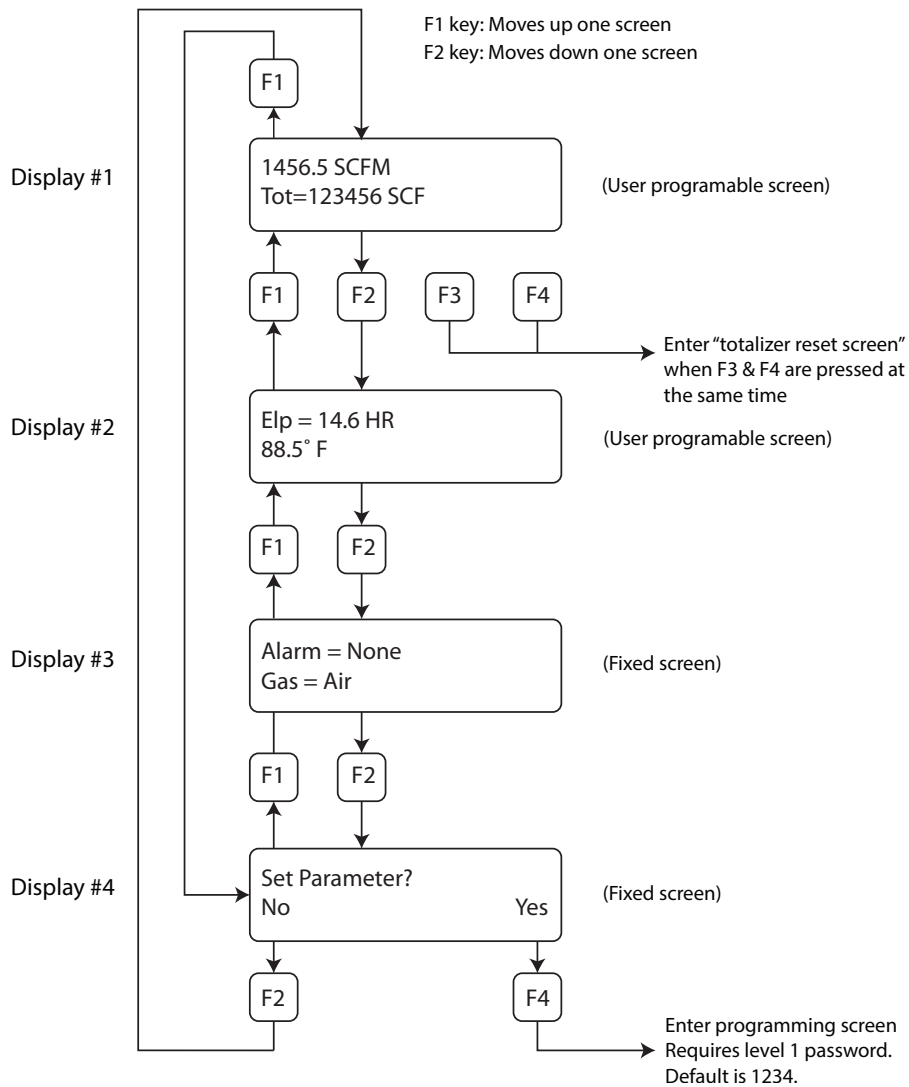 F1 key: Moves up one screen
F2 key: Moves down one screen
F1
Display #1
1456.5 SCFM
Tot=123456 SCF
(User programable screen)
F1
F2
F3
F4
Enter “totalizer reset screen”
when F3 & F4 are pressed at
the same time
Display #2
Elp = 14.6 HR
88.5° F
(User programable screen)
F1
F2
Display #3
Alarm = None
Gas = Air
(Fixed screen)
F1
F2
Display #4
Set Parameter?
No Yes
(Fixed screen)
F2
F4
Enter programming screen
Requires level 1 password.
Default is 1234.